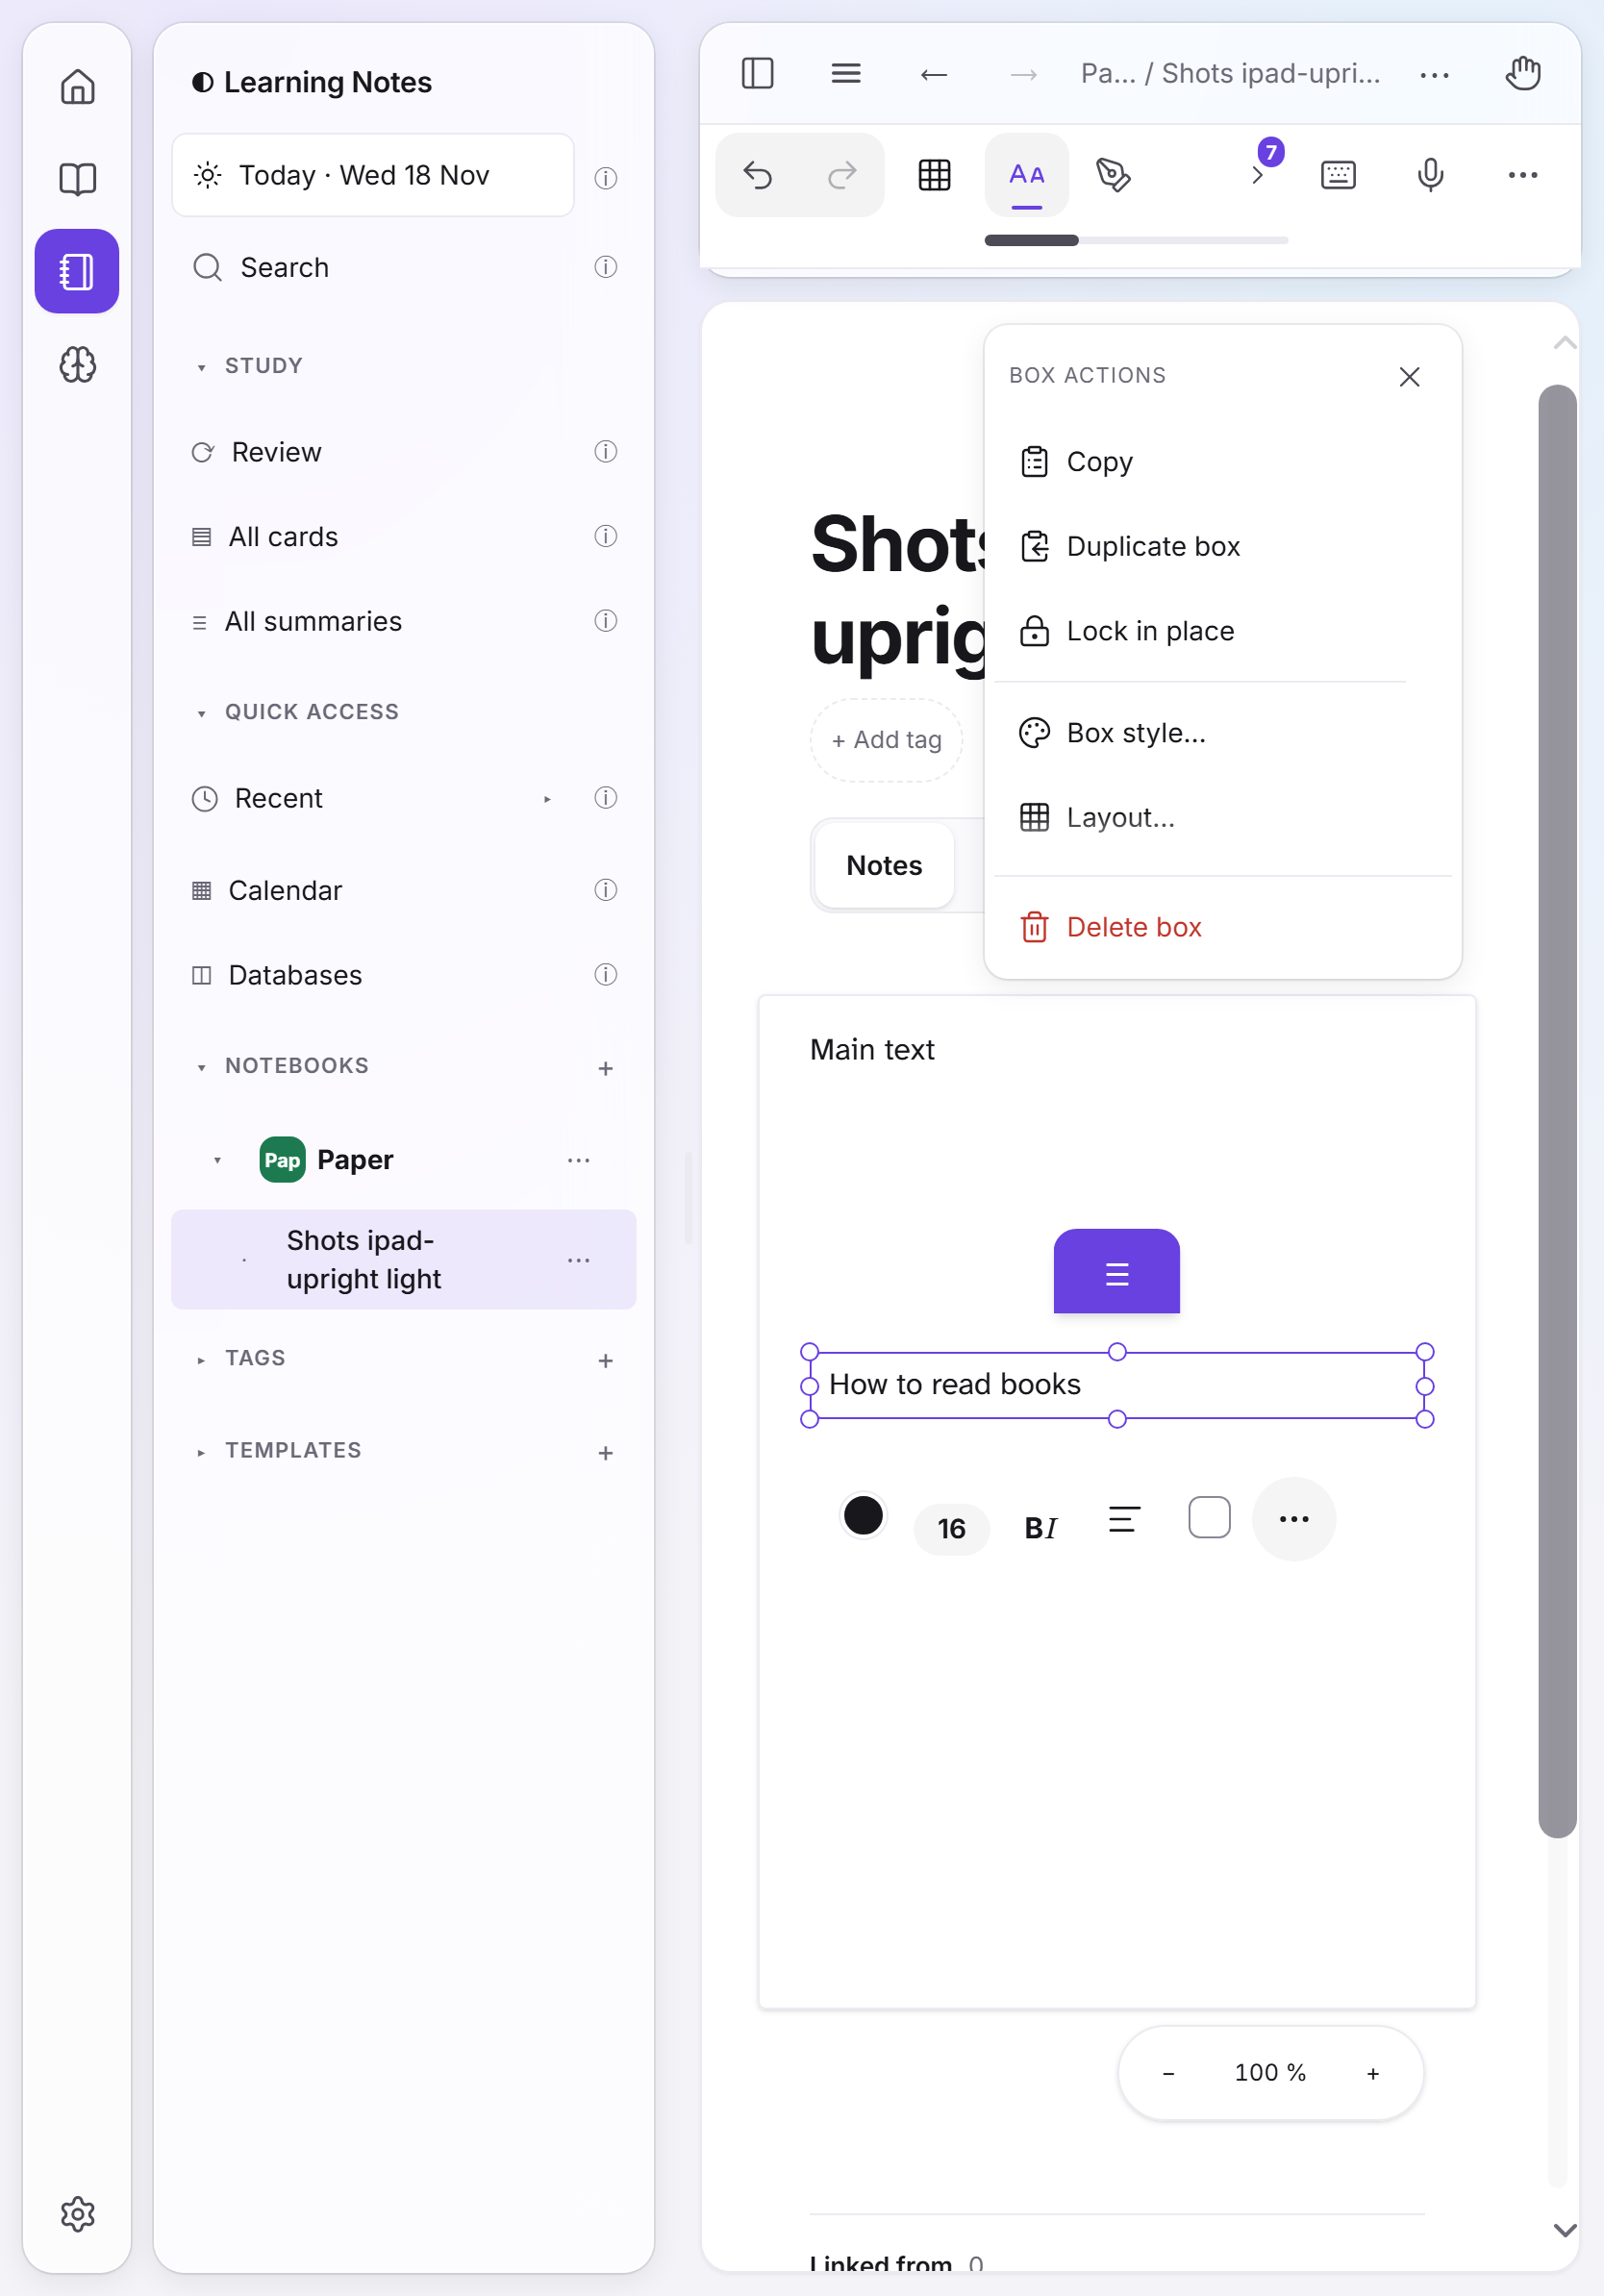 Learning Notes
Today · Wed 18 Nov
Search
STUDY
Review
All cards
All summaries
QUICK ACCESS
Recent
Calendar
Databases
NOTEBOOKS
Pap Paper
Shots ipad-
upright light
TAGS
TEMPLATES
Pa... / Shots ipad-upri...
AA
7
BOX ACTIONS
Copy
Duplicate box
Lock in place
Box style...
Layout...
Delete box
Shots
uprig
+ Add tag
Notes
Main text
How to read books
16 BI
− 100 % +
Linked from 0